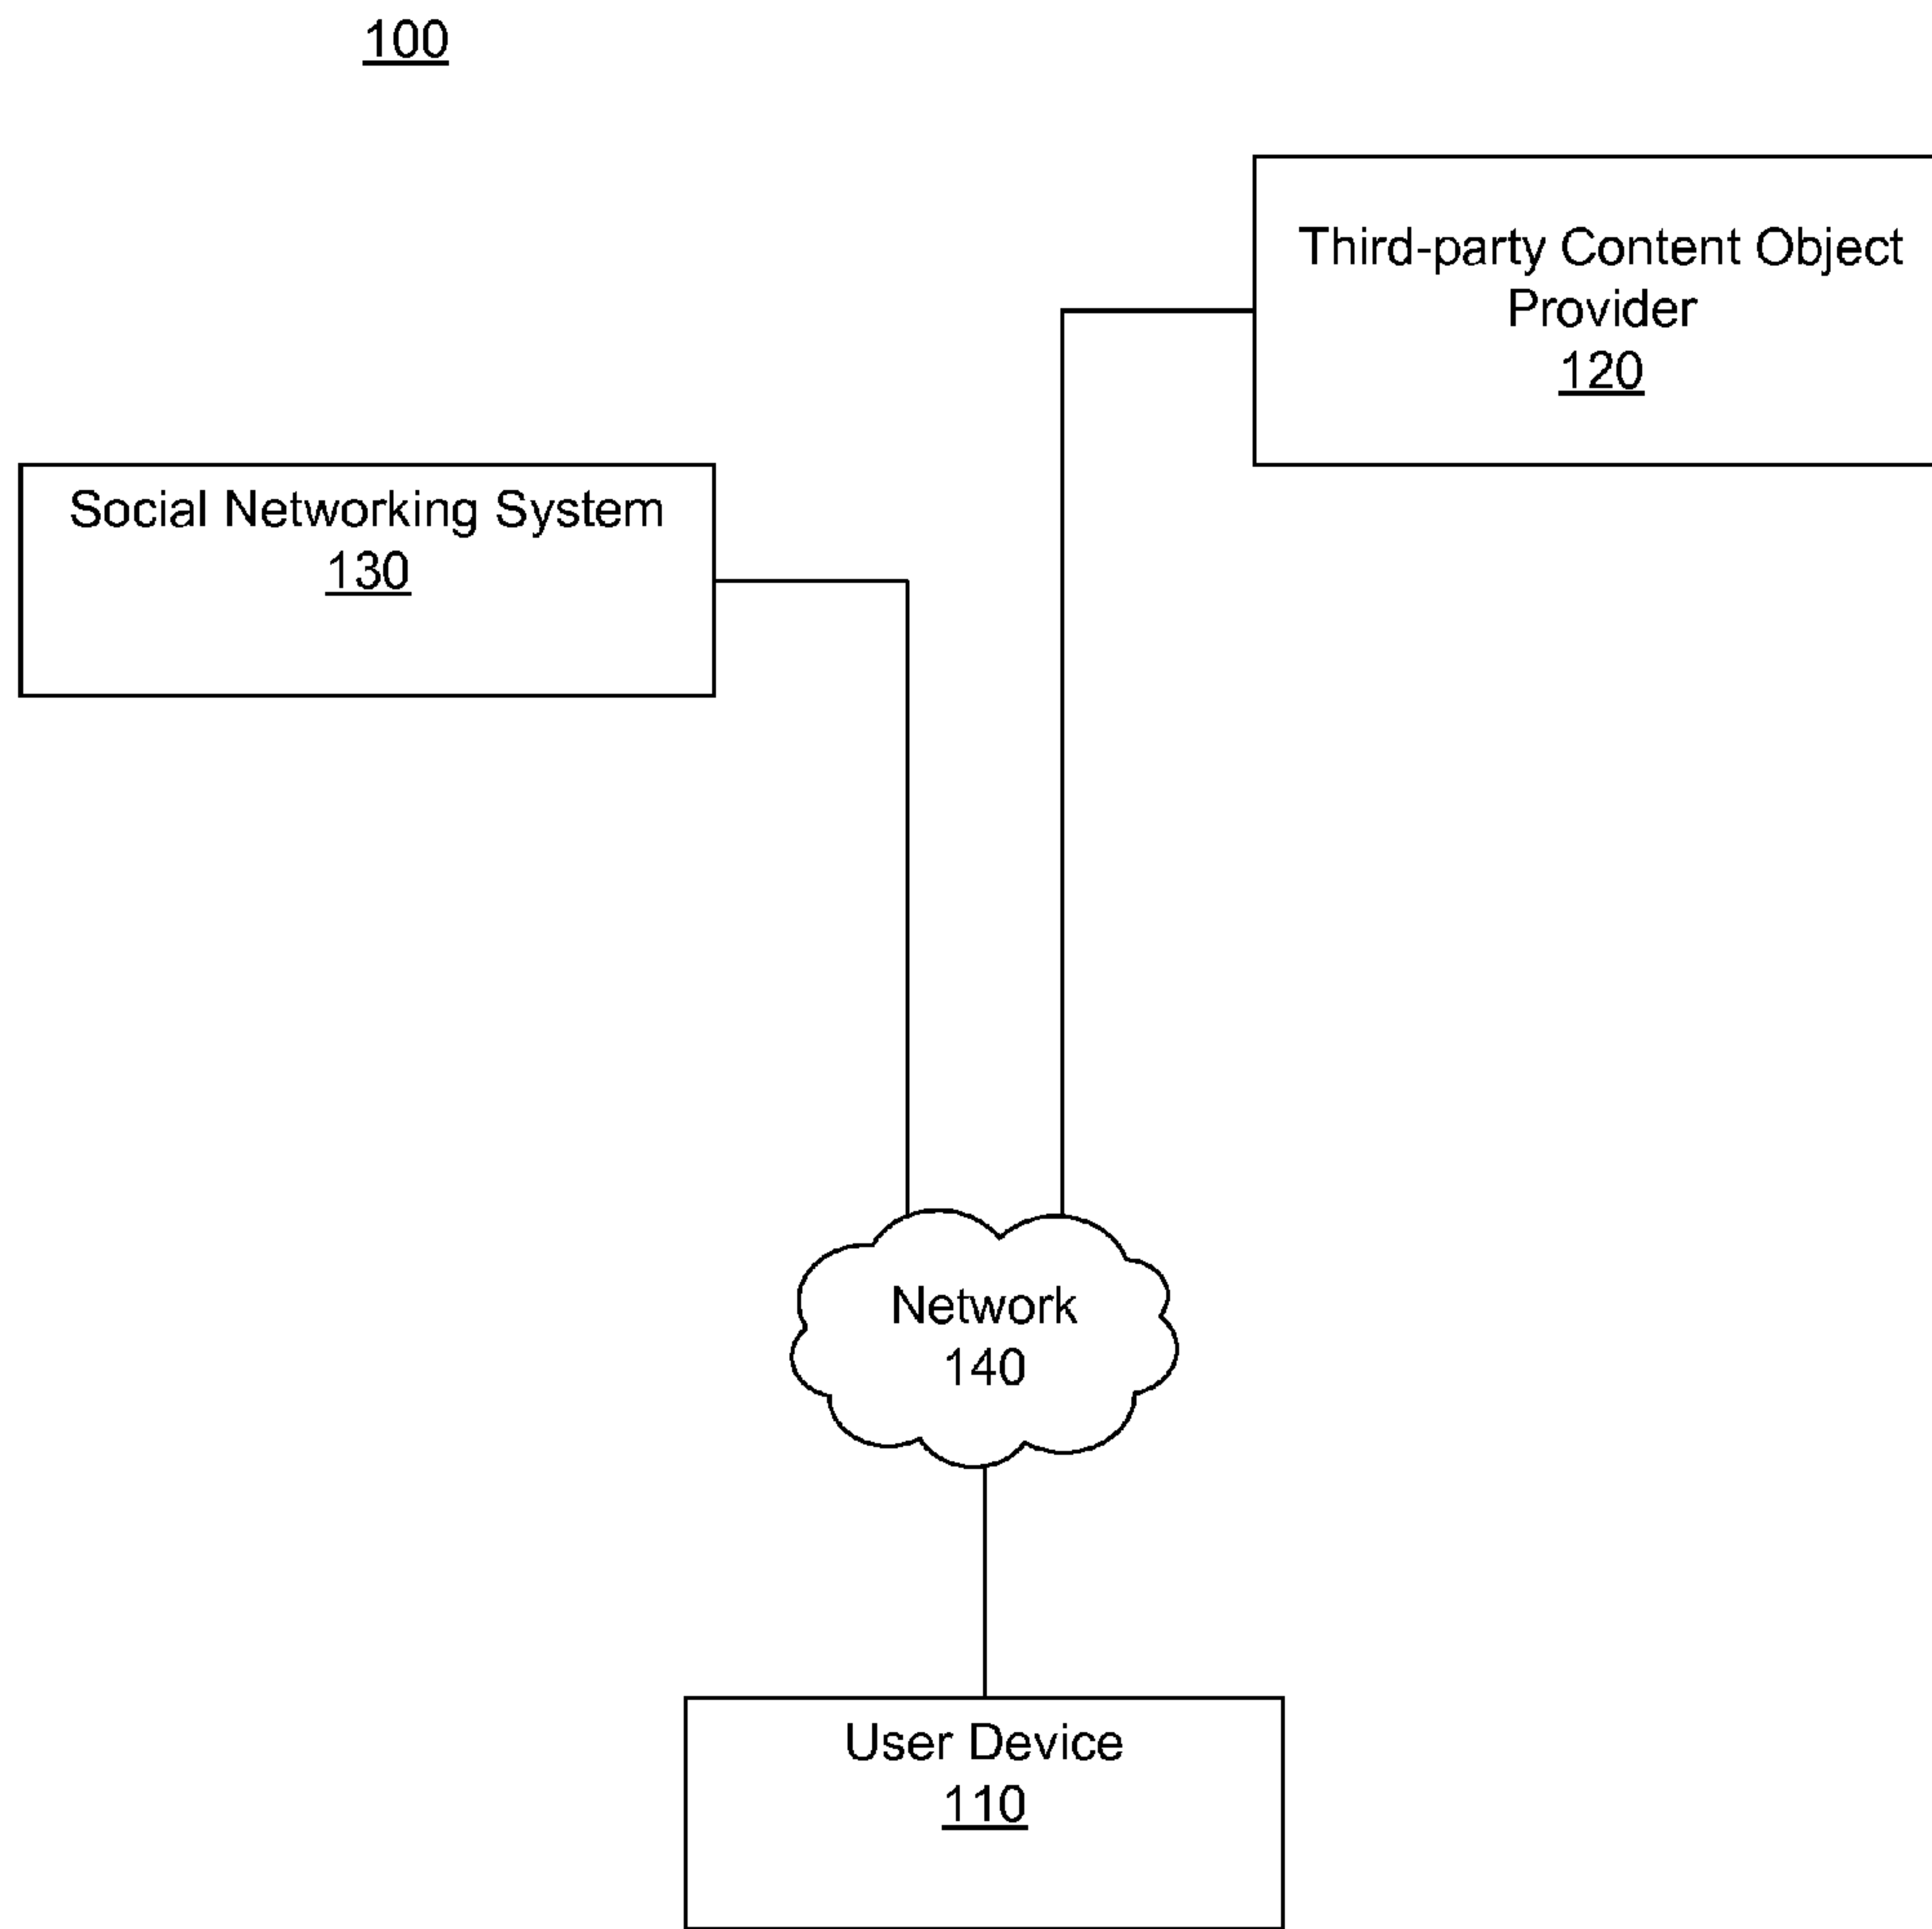 100
Third-party Content Object
Provider
120
Social Networking System
130
Network
140
User Device
110